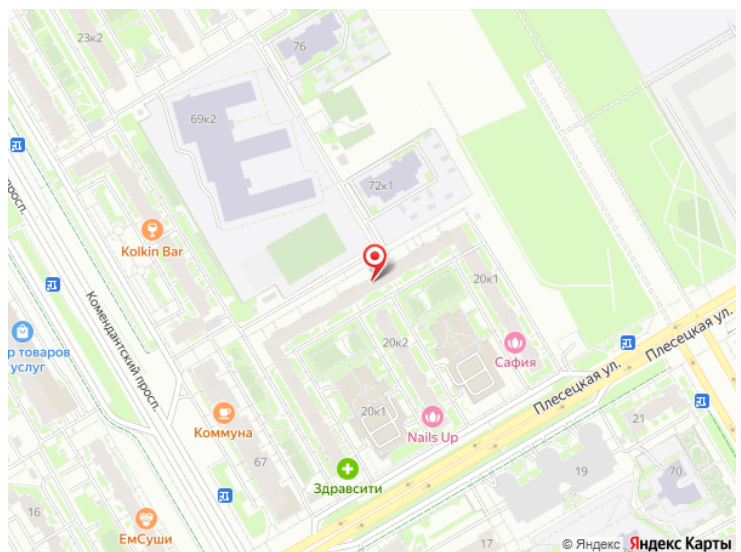 23к2
76
69к2
72к1
Kolkin Bar
просп.
20к1
Комендантский просп.
р товаров
услуг
20к2
Сафия
Плесецкая ул.
Плесецкая ул.
20к1
Коммуна
Nails Up
67
21
Здравсити
19
70
16
ЕмСуши
17
© Яндекс Яндекс Карты